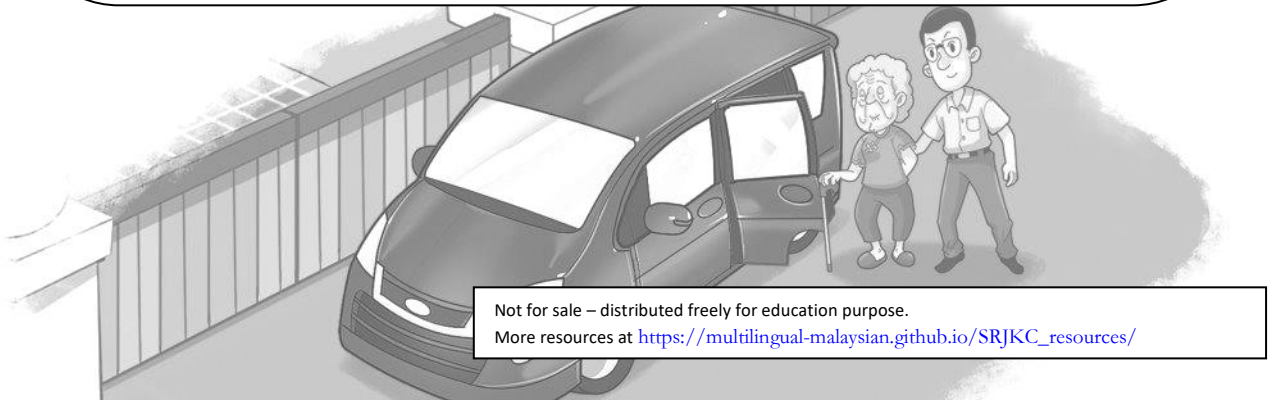 Not for sale – distributed freely for education purpose.
More resources at https://multilingual-malaysian.github.io/SRJKC_resources/